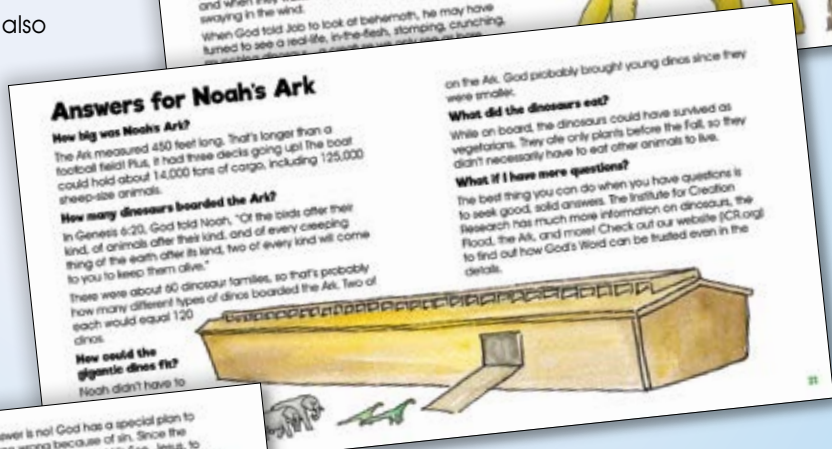 also
and when they
swaying in the wind.
When God told Job to look at behemoth, he may have
turned to see a real-life, in-the-flesh, stomping, crunching,
Answers for Noah's Ark
How big was Noah's Ark?
The Ark measured 450 feet long. That's longer than a
football field! Plus, it had three decks going up! The boat
could hold about 14,000 tons of cargo, including 125,000
sheep-size animals.
How many dinosaurs boarded the Ark?
In Genesis 6:20, God told Noah, "Of the birds after their
kind, of animals after their kind, and of every creeping
thing of the earth after its kind, two of every kind will come
to you to keep them alive."
There were about 60 dinosaur families, so that's probably
how many different types of dinos boarded the Ark. Two of
each would equal 120
dinos.
How could the
gigantic dinos fit?
Noah didn't have to
on the Ark. God probably brought young dinos since they
were smaller.
What did the dinosaurs eat?
While on board, the dinosaurs could have survived as
vegetarians. They ate only plants before the Fall, so they
didn't necessarily have to eat other animals to live.
What if I have more questions?
The best thing you can do when you have questions is
to seek good, solid answers. The Institute for Creation
Research has much more information on dinosaurs, the
Flood, the Ark, and more! Check out our website (ICR.org)
to find out how God's Word can be trusted even in the
details.
21
swer is no! God has a special plan to
wrong because of sin. Since the
Jesus, to